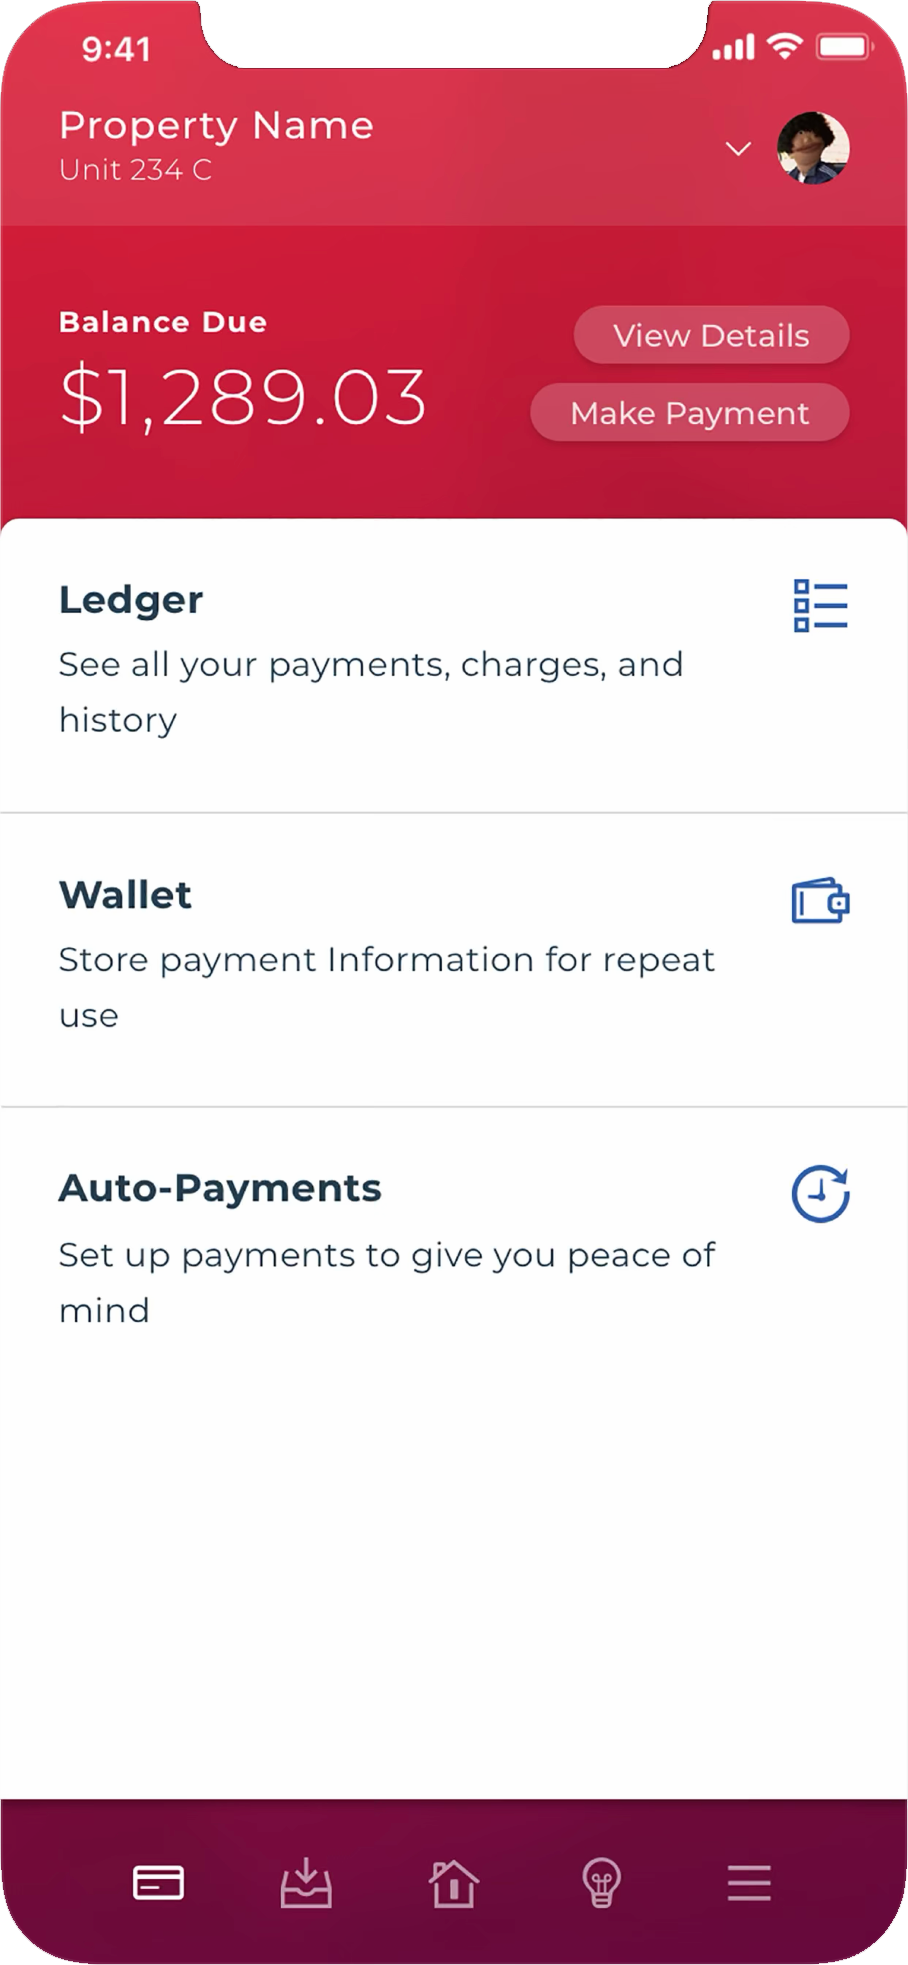 9:41
Property Name
Unit 234 C
Balance Due
$1,289.03
View Details
Make Payment
Ledger
See all your payments, charges, and
history
Wallet
Store payment Information for repeat
use
Auto-Payments
Set up payments to give you peace of
mind